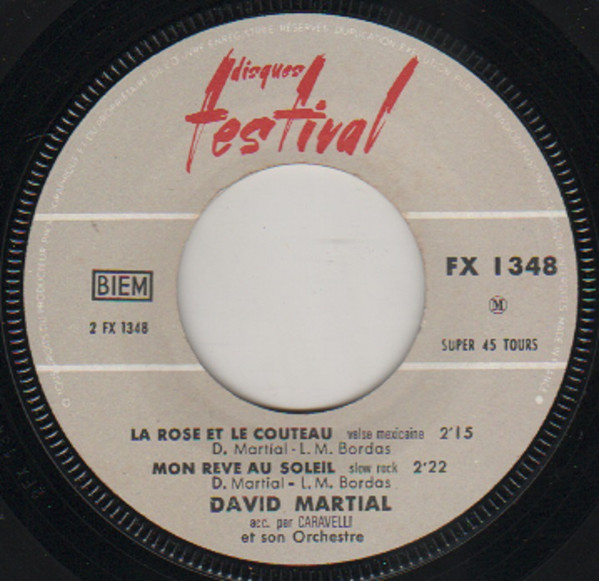 disques
festival
BIEM
2 FX 1348
FX 1348
M
SUPER 45 TOURS
LA ROSE ET LE COUTEAU valse mexicaine 2'15
D. Martial - L. M. Bordas
MON REVE AU SOLEIL slow rock 2'22
D. Martial - L. M. Bordas
DAVID MARTIAL
acc. par CARAVELLI
et son Orchestre